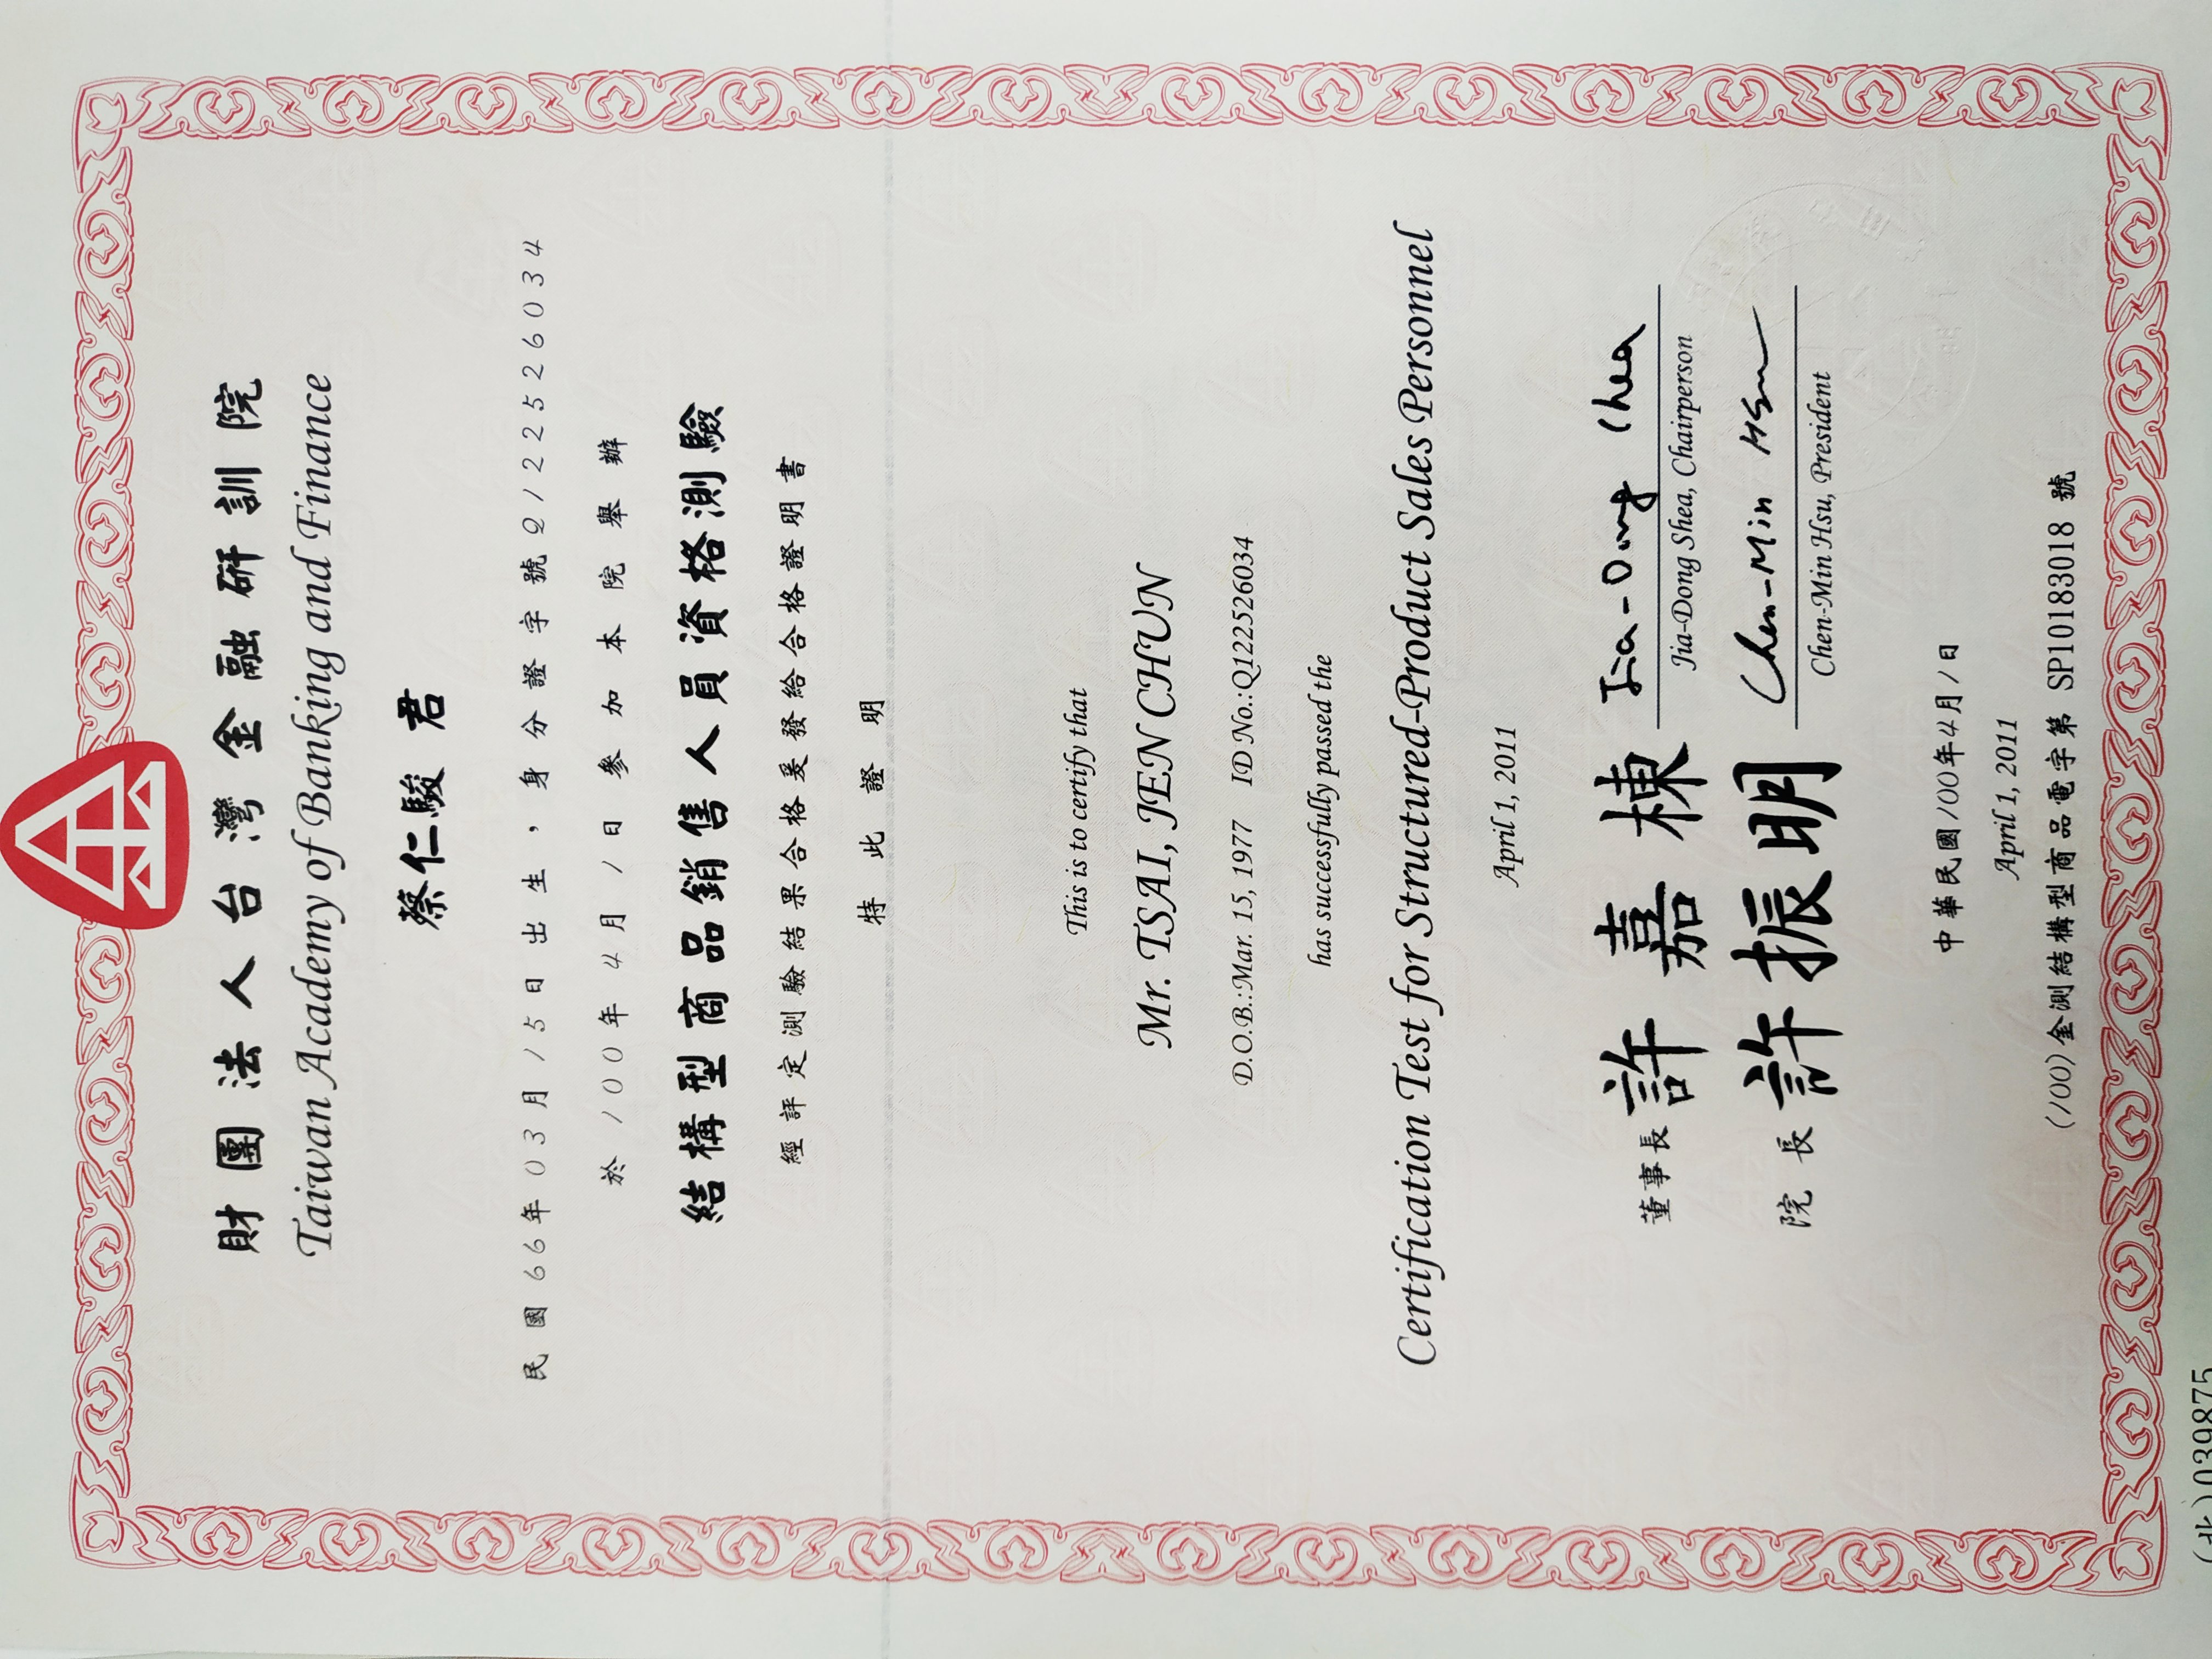 財團法人台灣金融研訓院
Taiwan Academy of Banking and Finance
蔡仁駿 君
民國66年03月15日出生，身分證字號Q122526034
於100年4月1日參加本院舉辦
結構型商品銷售人員資格測驗
經評定測驗結果合格爰發給合格證明書
特此證明
This is to certify that
Mr. TSAI, JEN CHUN
D.O.B.:Mar. 15, 1977 ID No.:Q122526034
has successfully passed the
Certification Test for Structured-Product Sales Personnel
April 1, 2011
董事長 許嘉棟 Jia-Dong Shea
Jia-Dong Shea, Chairperson
院長 許振明 Chen-Min Hsu
Chen-Min Hsu, President
中華民國100年4月1日
April 1, 2011
(100)金測結構型商品電字第 SP10183018 號
(北)039875